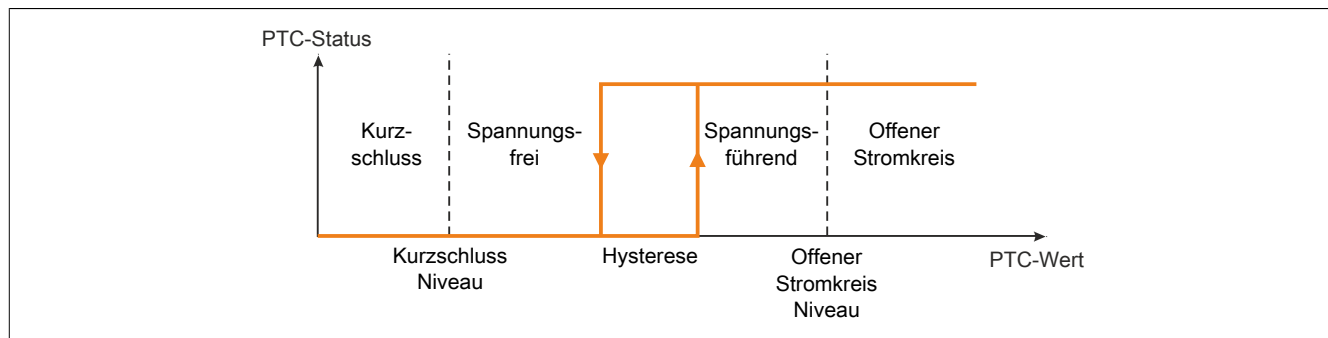 PTC-Status
Kurz-
schluss
Spannungs-
frei
Spannungs-
führend
Offener
Stromkreis
Kurzschluss
Niveau
Hysterese
Offener
Stromkreis
Niveau
PTC-Wert